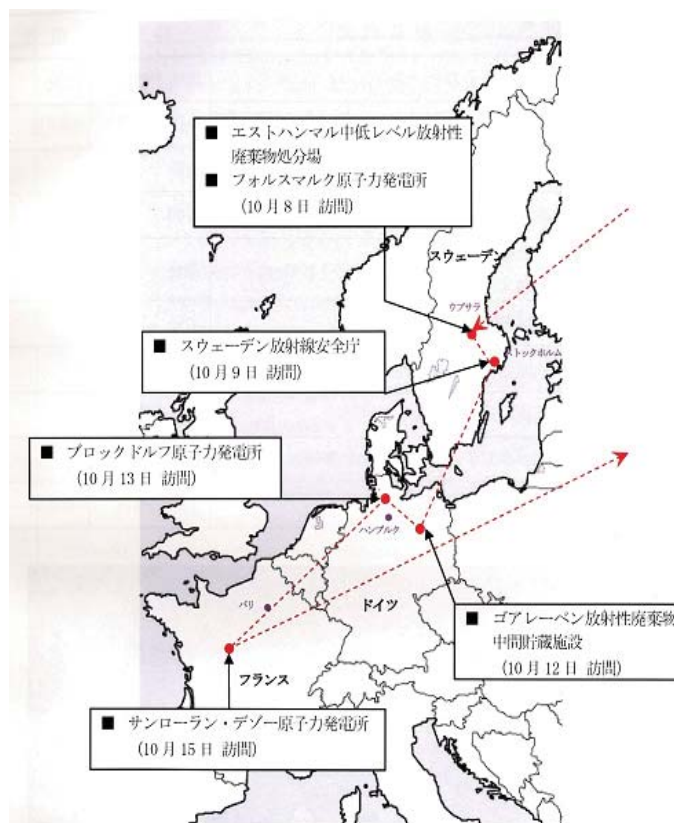 ■ エストハンマル中低レベル放射性
廃棄物処分場
■ フォルスマルク原子力発電所
(10月8日 訪問)
スウェーデン
ウプサラ
■ スウェーデン放射線安全庁
(10月9日 訪問)
ストックホルム
■ ブロックドルフ原子力発電所
(10月13日 訪問)
ハンブルク
パリ
ドイツ
■ ゴアレーベン放射性廃棄物
中間貯蔵施設
(10月12日 訪問)
フランス
■ サンローラン・デゾー原子力発電所
(10月15日 訪問)